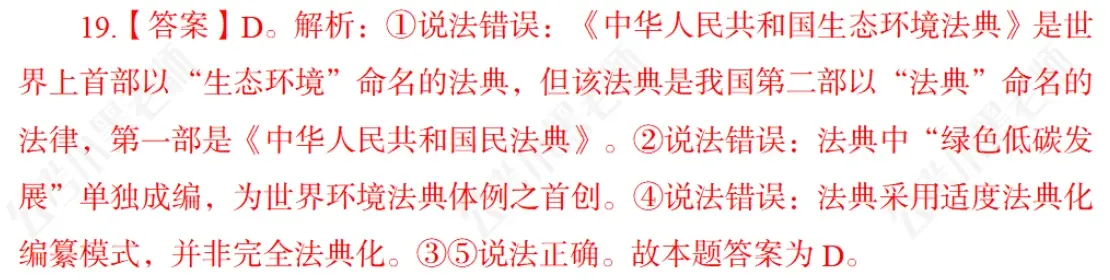 19.【答案】D。解析：①说法错误：《中华人民共和国生态环境法典》是世
界上首部以“生态环境”命名的法典，但该法典是我国第二部以“法典”命名的
法律，第一部是《中华人民共和国民法典》。②说法错误：法典中“绿色低碳发
展”单独成编，为世界环境法典体例之首创。④说法错误：法典采用适度法典化
编纂模式，并非完全法典化。③⑤说法正确。故本题答案为 D。